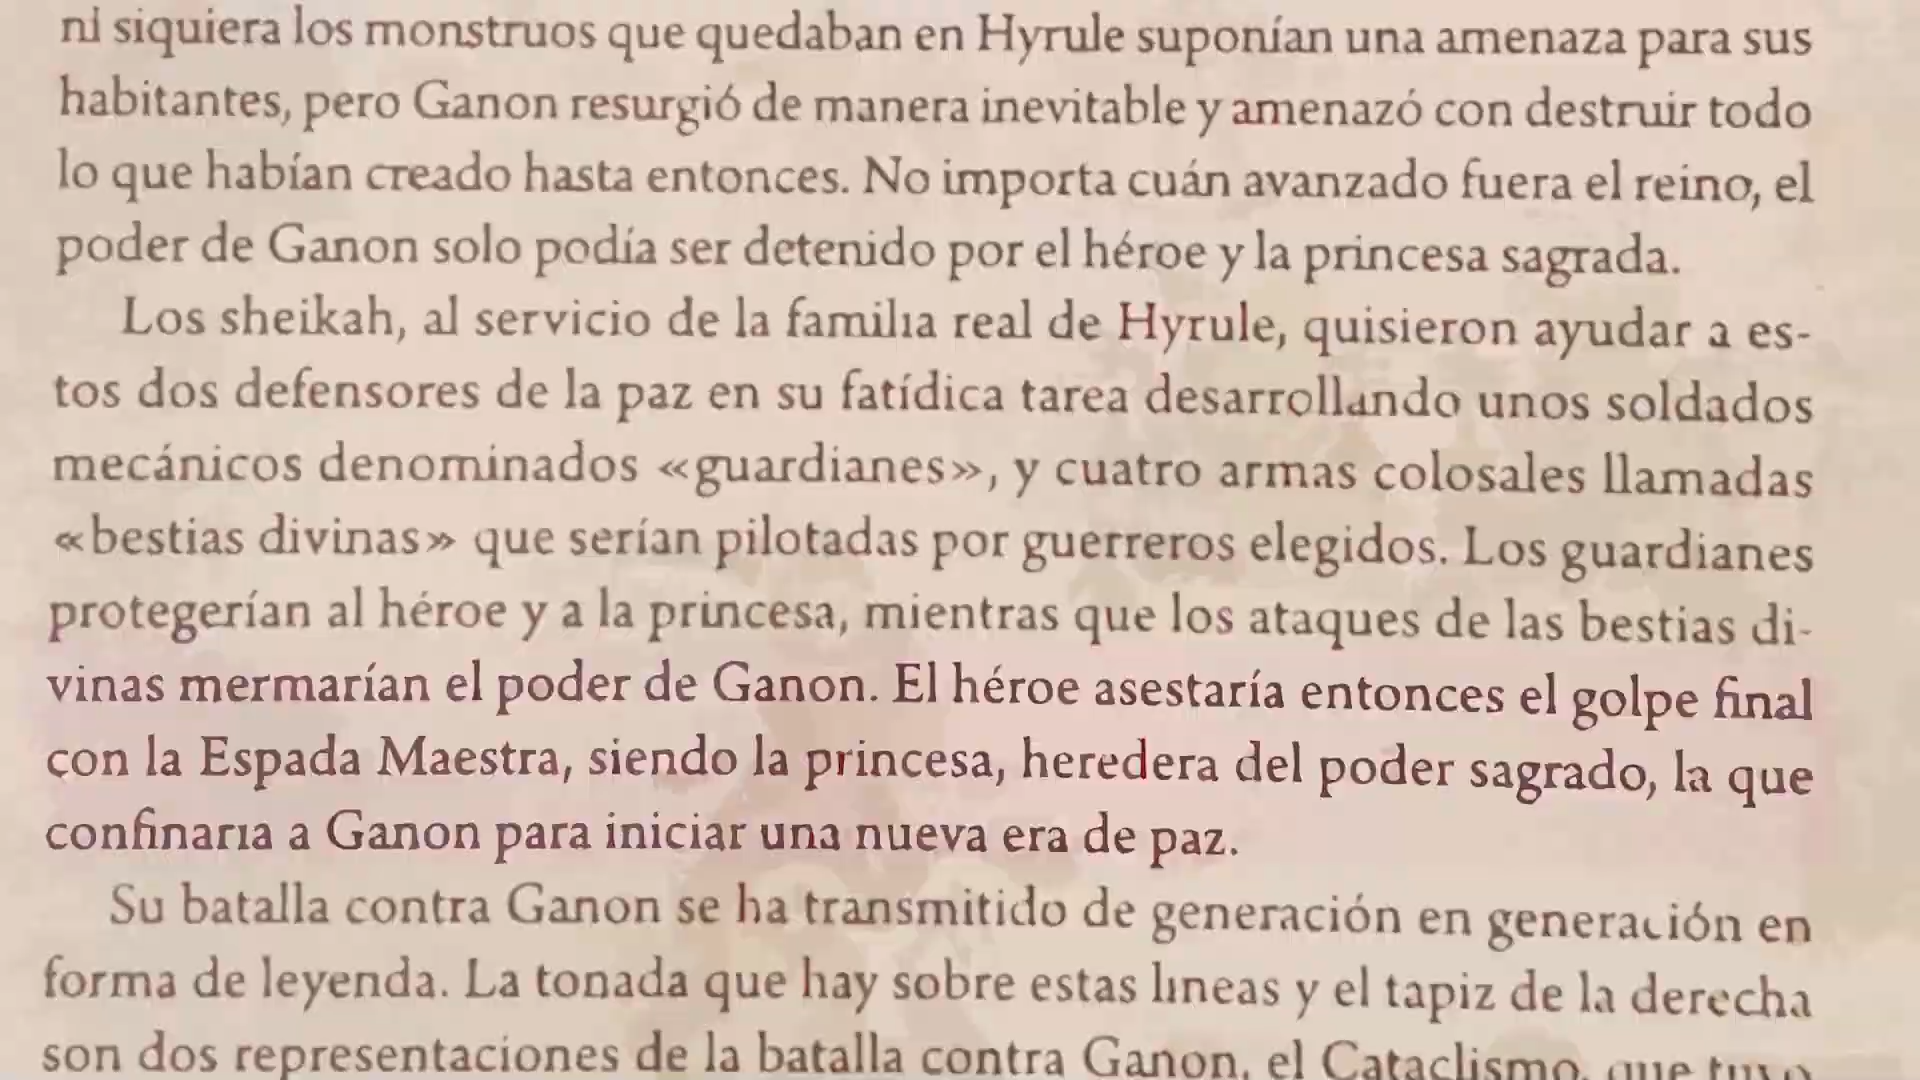 ni siquiera los monstruos que quedaban en Hyrule suponían una amenaza para sus
habitantes, pero Ganon resurgió de manera inevitable y amenazó con destruir todo
lo que habían creado hasta entonces. No importa cuán avanzado fuera el reino, el
poder de Ganon solo podía ser detenido por el héroe y la princesa sagrada.
Los sheikah, al servicio de la familia real de Hyrule, quisieron ayudar a es-
tos dos defensores de la paz en su fatídica tarea desarrollando unos soldados
mecánicos denominados «guardianes», y cuatro armas colosales llamadas
«bestias divinas» que serían pilotadas por guerreros elegidos. Los guardianes
protegerían al héroe y a la princesa, mientras que los ataques de las bestias di-
vinas mermarían el poder de Ganon. El héroe asestaría entonces el golpe final
con la Espada Maestra, siendo la princesa, heredera del poder sagrado, la que
confinaría a Ganon para iniciar una nueva era de paz.
Su batalla contra Ganon se ha transmitido de generación en generación en
forma de leyenda. La tonada que hay sobre estas líneas y el tapiz de la derecha
son dos representaciones de la batalla contra Ganon, el Cataclismo, que tuvo